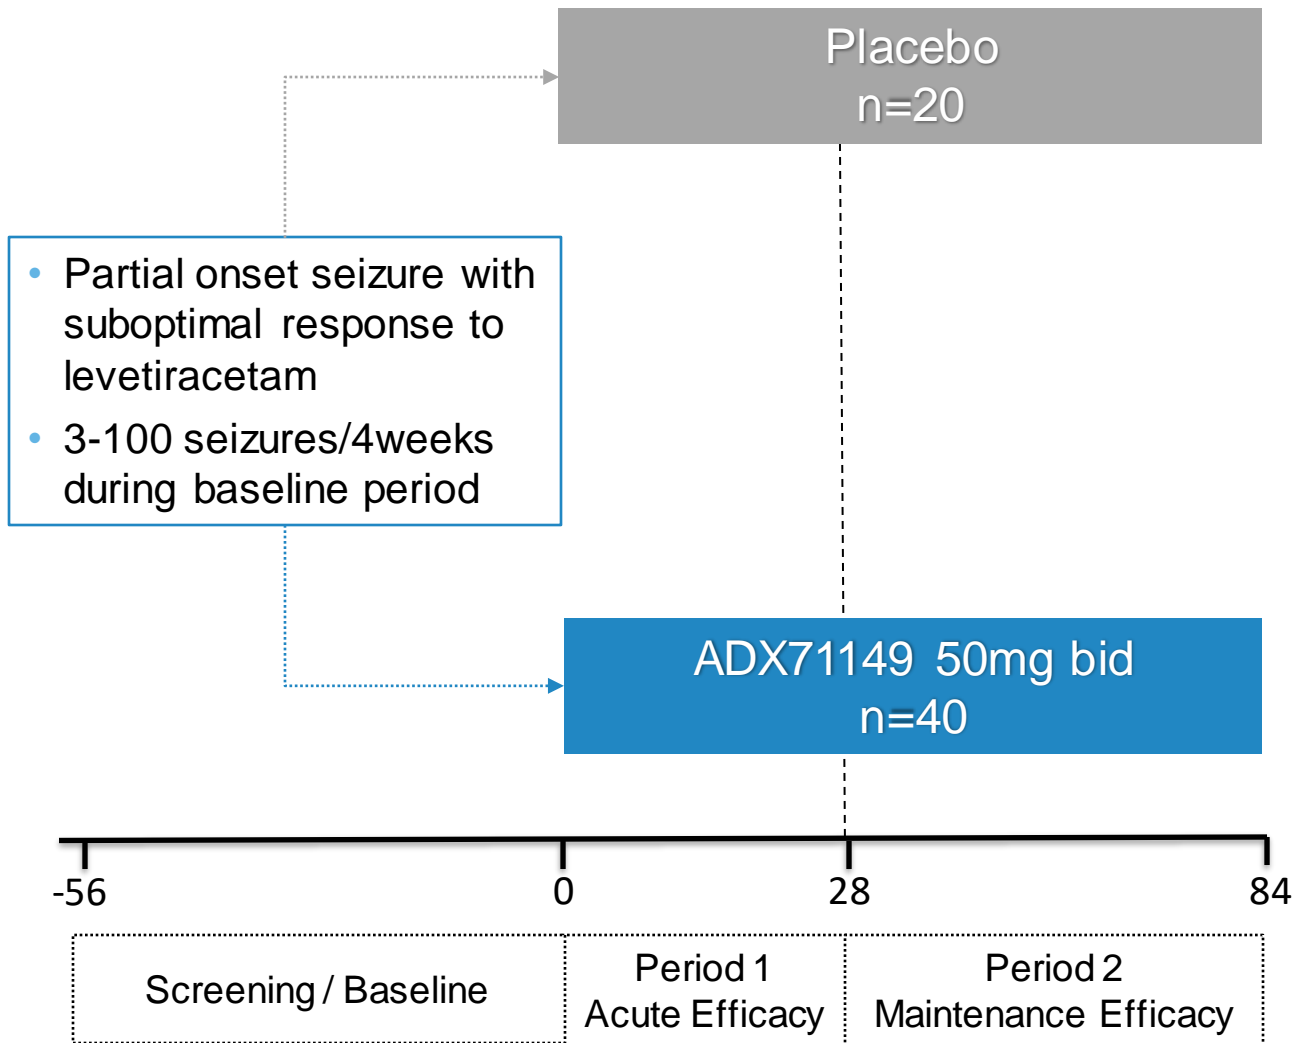 Placebo
n=20
• Partial onset seizure with
suboptimal response to
levetiracetam
• 3-100 seizures/4weeks
during baseline period
ADX71149 50mg bid
n=40
-56 0 28 84
Screening / Baseline
Period 1
Acute Efficacy
Period 2
Maintenance Efficacy